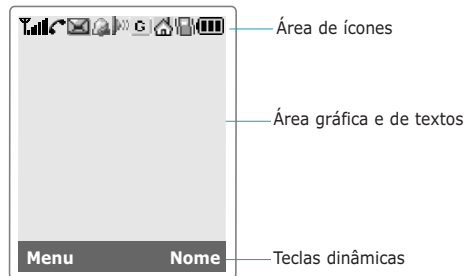 G
Área de ícones
Área gráfica e de textos
Menu Nome
Teclas dinâmicas